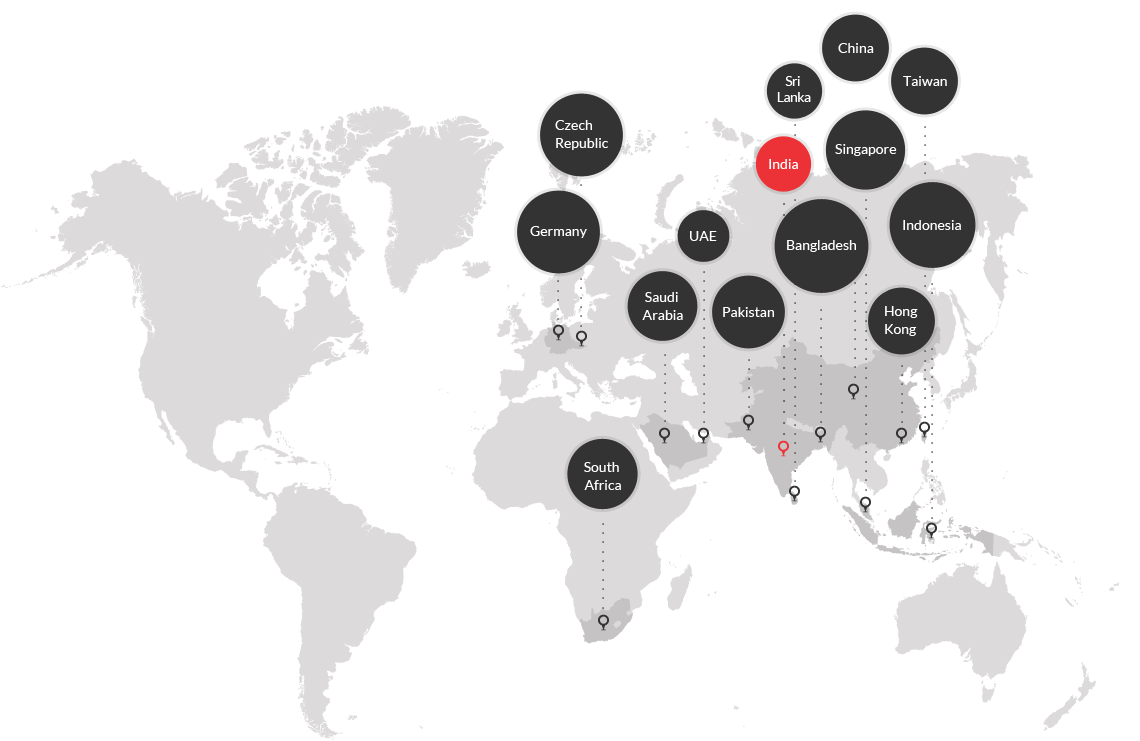 China
Sri
Lanka
Taiwan
Czech
Republic
Singapore
India
Indonesia
Germany
UAE
Bangladesh
Saudi
Arabia
Pakistan
Hong
Kong
South
Africa